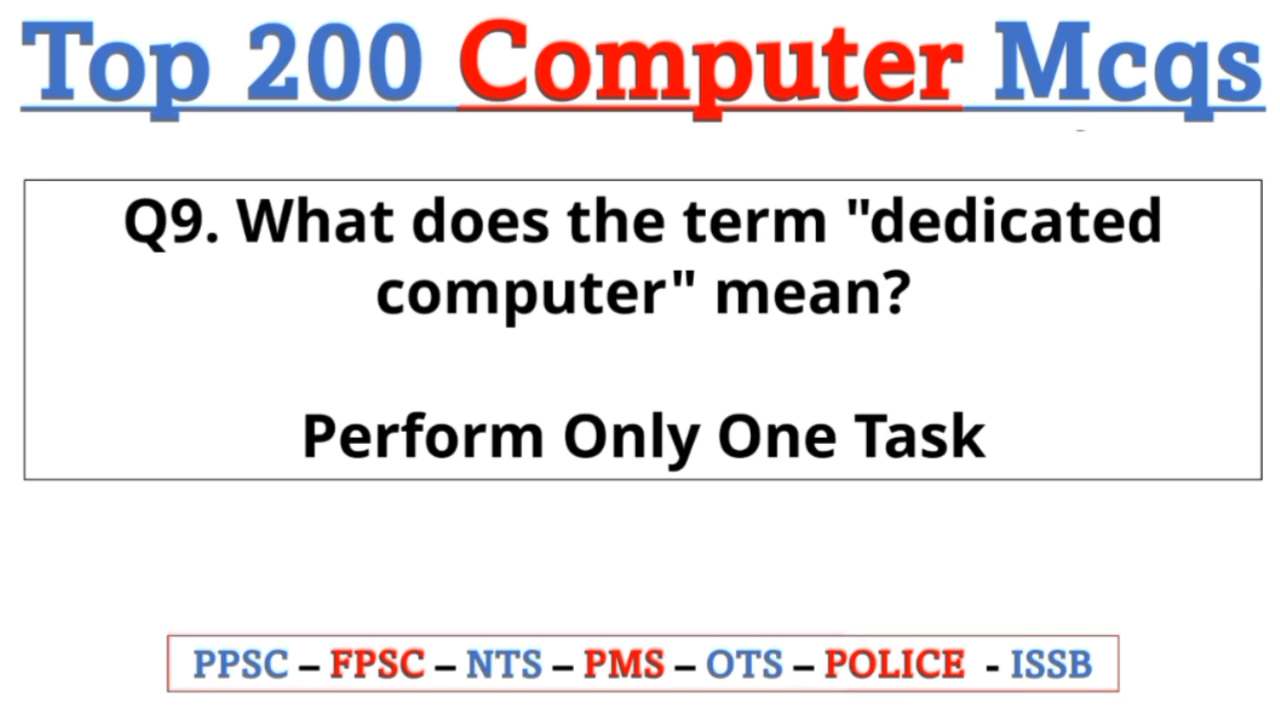 Top 200 Computer Mcqs
Q9. What does the term "dedicated
computer" mean?
Perform Only One Task
PPSC – FPSC – NTS – PMS – OTS – POLICE - ISSB